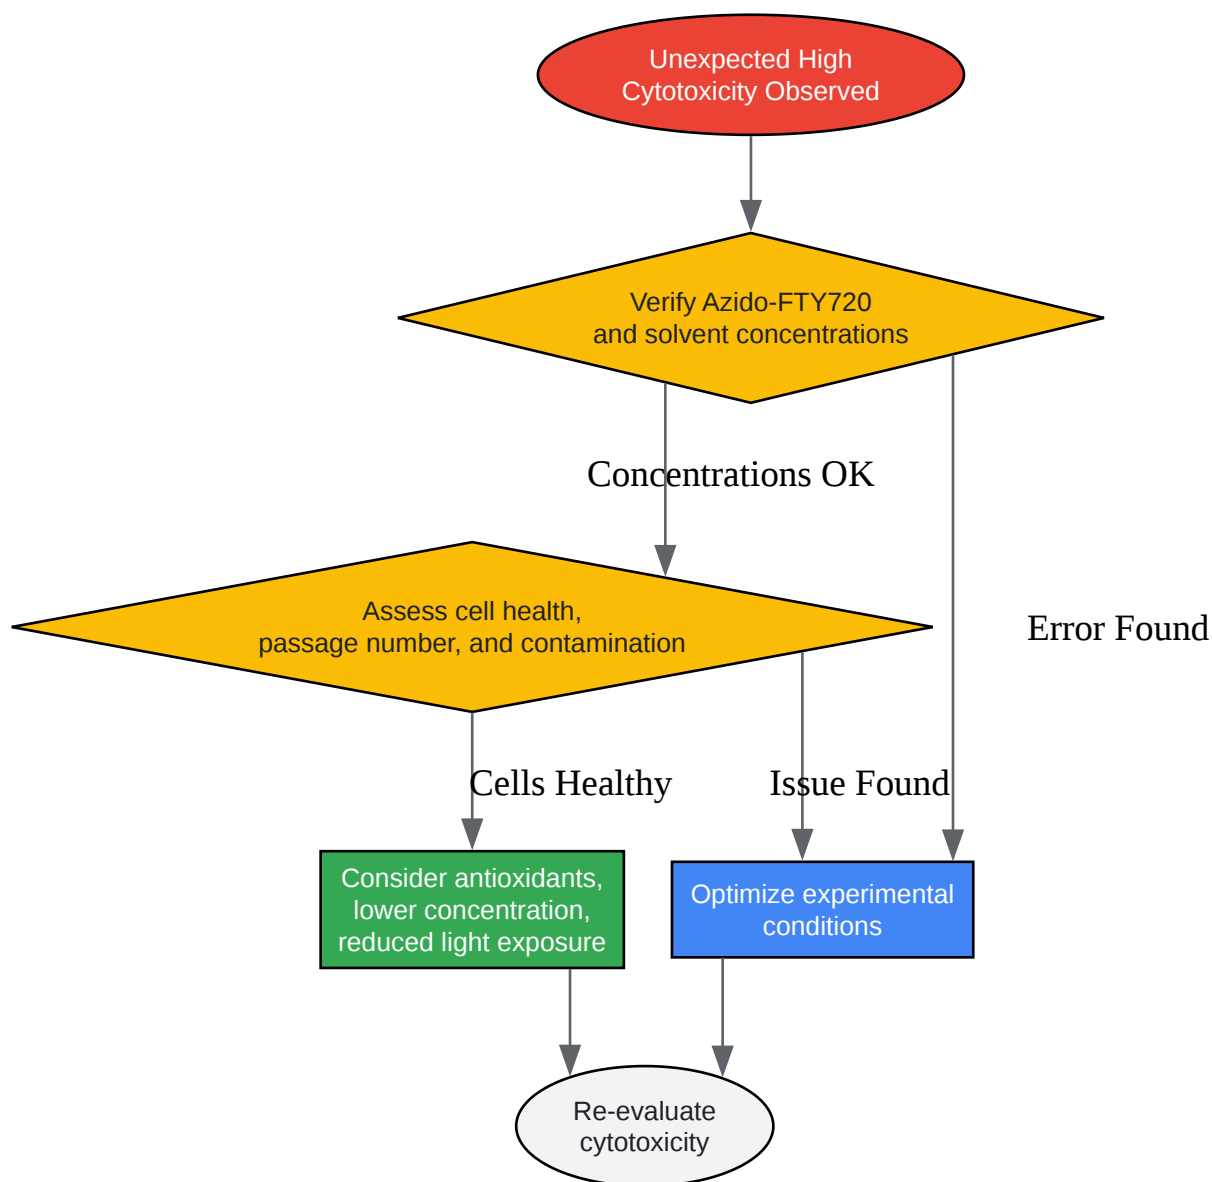 Unexpected High
Cytotoxicity Observed
Verify Azido-FTY720
and solvent concentrations
Concentrations OK
Assess cell health,
passage number, and contamination
Error Found
Cells Healthy
Issue Found
Consider antioxidants,
lower concentration,
reduced light exposure
Optimize experimental
conditions
Re-evaluate
cytotoxicity